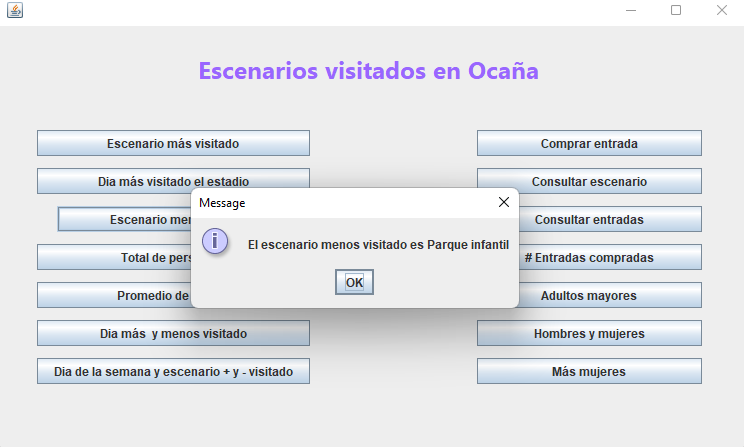 Escenarios visitados en Ocaña
Escenario más visitado
Comprar entrada
Dia más visitado el estadio
Consultar escenario
Message
Escenario
Consultar entradas
El escenario menos visitado es Parque infantil
Total de
# Entradas compradas
OK
Promedio de
Adultos mayores
Dia más y menos visitado
Hombres y mujeres
Dia de la semana y escenario + y - visitado
Más mujeres